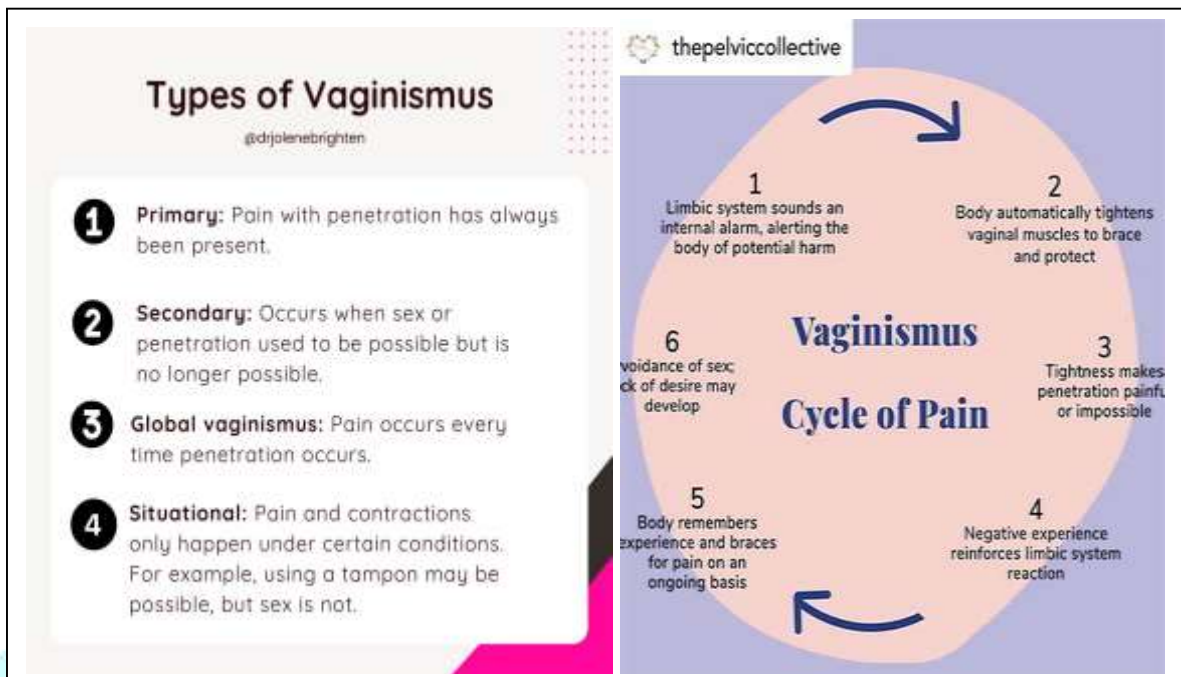 Types of Vaginismus
@drjolenebrighten
1
Primary: Pain with penetration has always
been present.
2
Secondary: Occurs when sex or
penetration used to be possible but is
no longer possible.
3
Global vaginismus: Pain occurs every
time penetration occurs.
4
Situational: Pain and contractions
only happen under certain conditions.
For example, using a tampon may be
possible, but sex is not.
thepelviccollective
1
Limbic system sounds an
internal alarm, alerting the
body of potential harm
2
Body automatically tightens
vaginal muscles to brace
and protect
3
Tightness makes
penetration painfu
or impossible
4
Negative experience
reinforces limbic system
reaction
5
Body remembers
experience and braces
for pain on an
ongoing basis
6
voidance of sex;
ck of desire may
develop
Vaginismus
Cycle of Pain